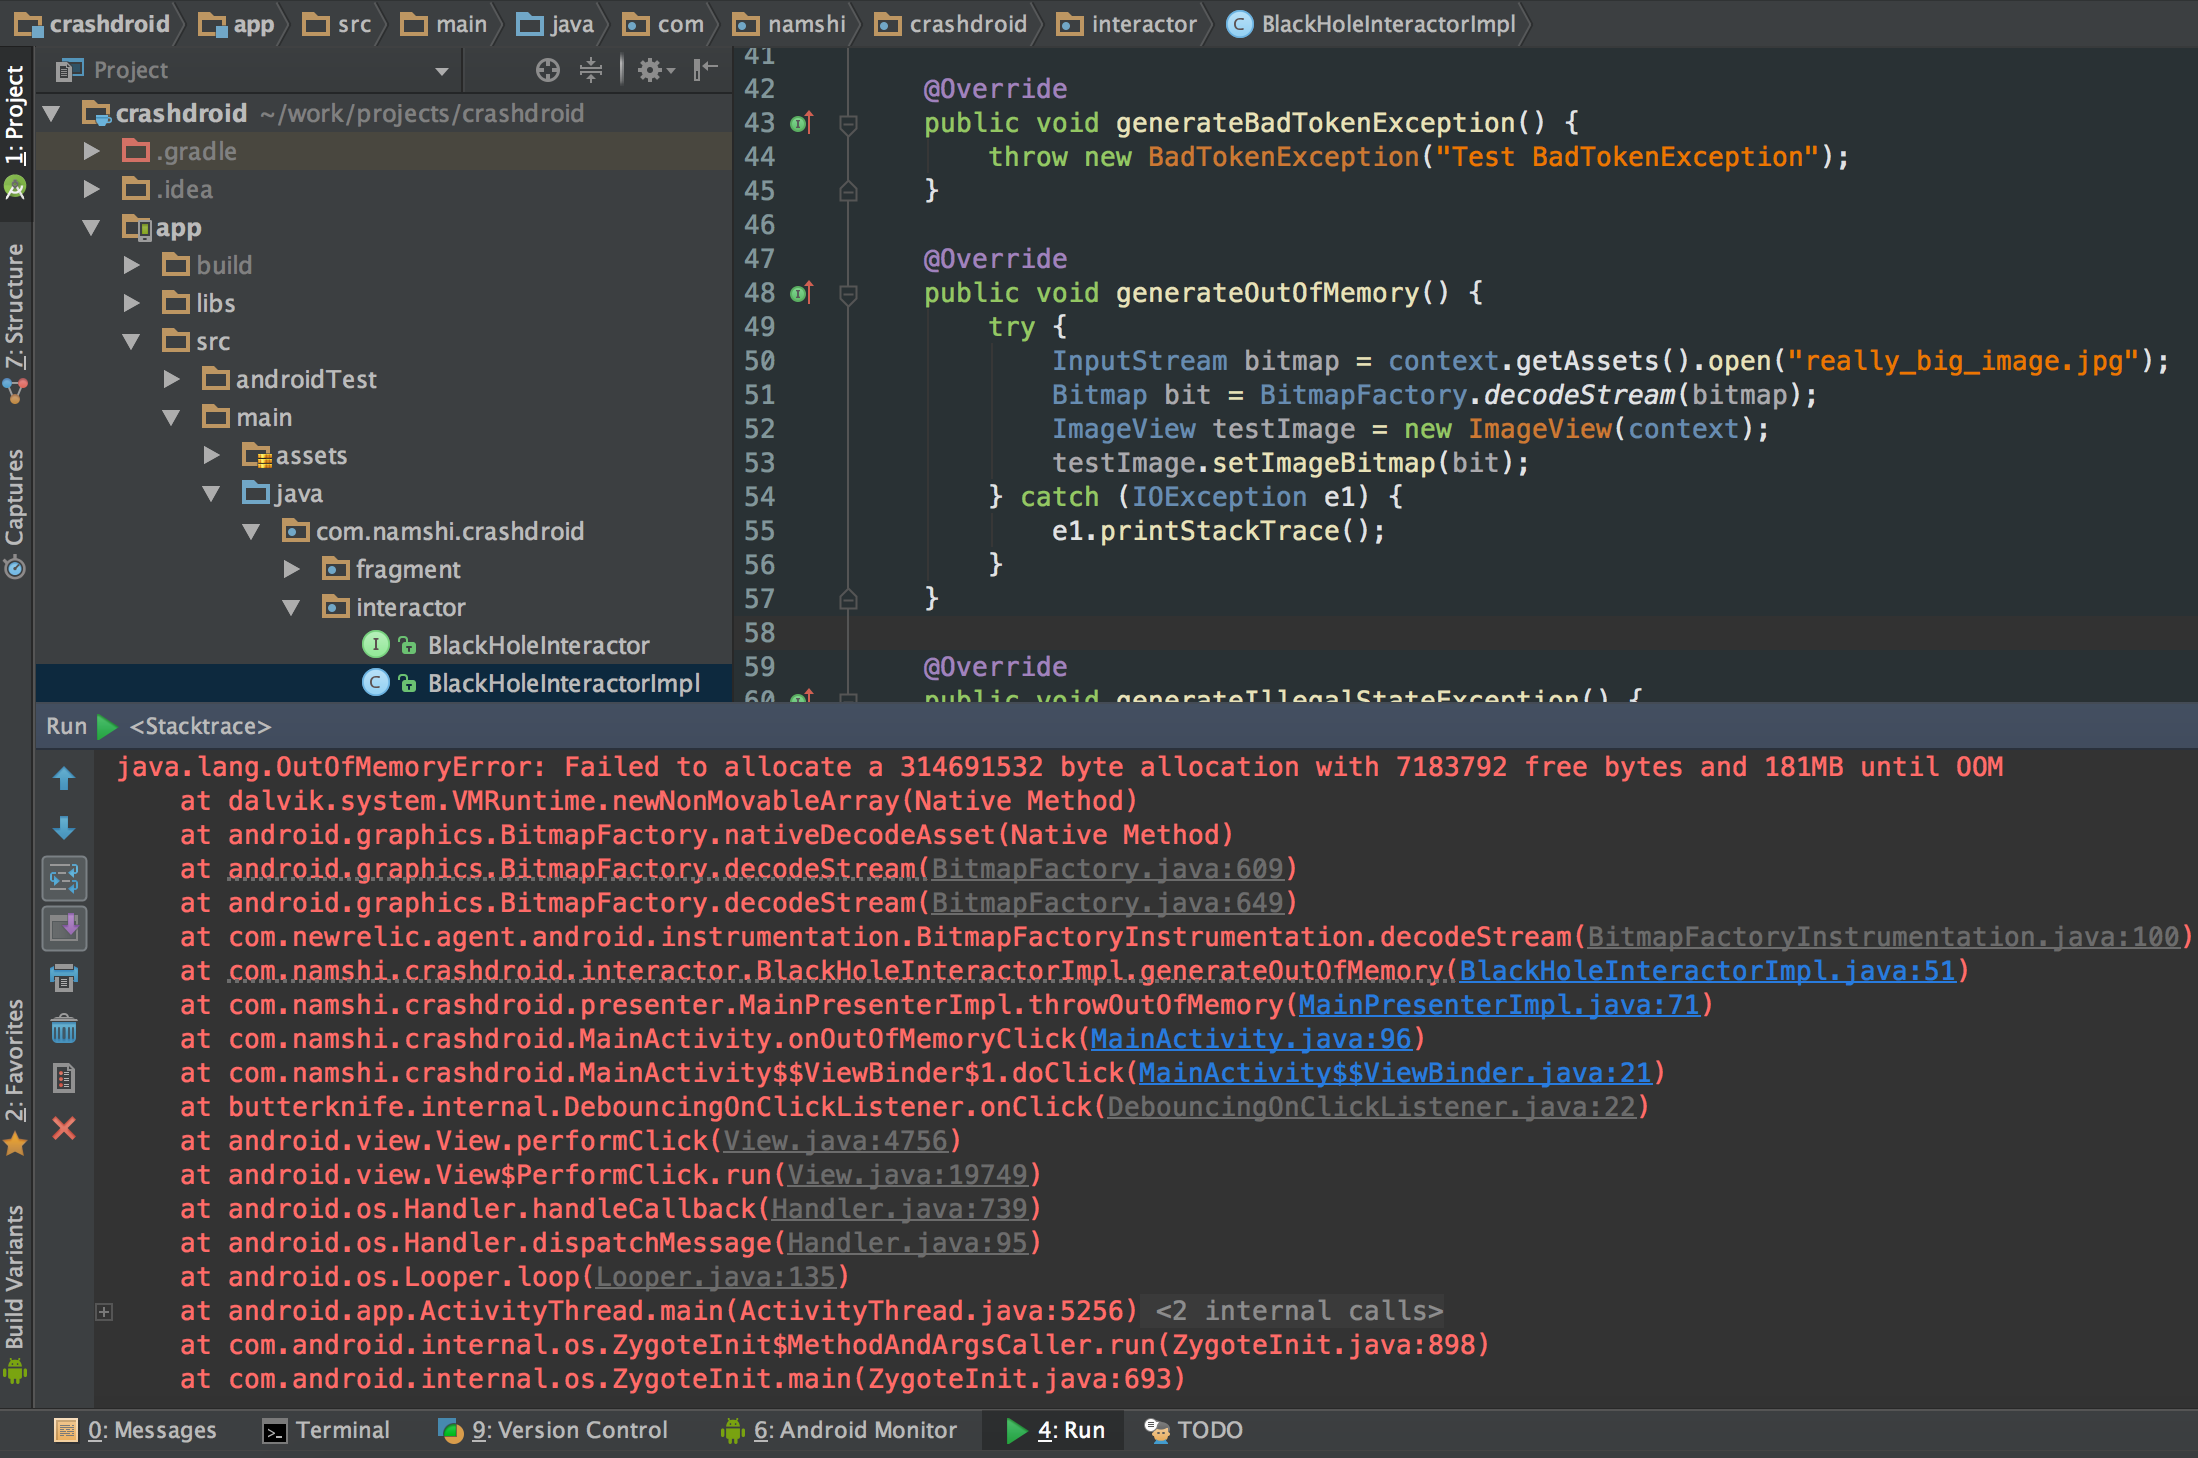 crashdroid app src main java com namshi crashdroid interactor BlackHoleInteractorImpl
1: Project
Z: Structure
Captures
2: Favorites
Build Variants
Project
crashdroid ~/work/projects/crashdroid
.gradle
.idea
app
build
libs
src
androidTest
main
assets
java
com.namshi.crashdroid
fragment
interactor
BlackHoleInteractor
BlackHoleInteractorImpl
41
42 @Override
43 public void generateBadTokenException() {
44 throw new BadTokenException("Test BadTokenException");
45 }
46
47 @Override
48 public void generateOutOfMemory() {
49 try {
50 InputStream bitmap = context.getAssets().open("really_big_image.jpg");
51 Bitmap bit = BitmapFactory.decodeStream(bitmap);
52 ImageView testImage = new ImageView(context);
53 testImage.setImageBitmap(bit);
54 } catch (IOException e1) {
55 e1.printStackTrace();
56 }
57 }
58
59 @Override
60 public void generateIllegalStateException() {
Run <Stacktrace>
java.lang.OutOfMemoryError: Failed to allocate a 314691532 byte allocation with 7183792 free bytes and 181MB until OOM
at dalvik.system.VMRuntime.newNonMovableArray(Native Method)
at android.graphics.BitmapFactory.nativeDecodeAsset(Native Method)
at android.graphics.BitmapFactory.decodeStream(BitmapFactory.java:609)
at android.graphics.BitmapFactory.decodeStream(BitmapFactory.java:649)
at com.newrelic.agent.android.instrumentation.BitmapFactoryInstrumentation.decodeStream(BitmapFactoryInstrumentation.java:100)
at com.namshi.crashdroid.interactor.BlackHoleInteractorImpl.generateOutOfMemory(BlackHoleInteractorImpl.java:51)
at com.namshi.crashdroid.presenter.MainPresenterImpl.throwOutOfMemory(MainPresenterImpl.java:71)
at com.namshi.crashdroid.MainActivity.onOutOfMemoryClick(MainActivity.java:96)
at com.namshi.crashdroid.MainActivity$$ViewBinder$1.doClick(MainActivity$$ViewBinder.java:21)
at butterknife.internal.DebouncingOnClickListener.onClick(DebouncingOnClickListener.java:22)
at android.view.View.performClick(View.java:4756)
at android.view.View$PerformClick.run(View.java:19749)
at android.os.Handler.handleCallback(Handler.java:739)
at android.os.Handler.dispatchMessage(Handler.java:95)
at android.os.Looper.loop(Looper.java:135)
at android.app.ActivityThread.main(ActivityThread.java:5256) <2 internal calls>
at com.android.internal.os.ZygoteInit$MethodAndArgsCaller.run(ZygoteInit.java:898)
at com.android.internal.os.ZygoteInit.main(ZygoteInit.java:693)
0: Messages Terminal 9: Version Control 6: Android Monitor 4: Run TODO